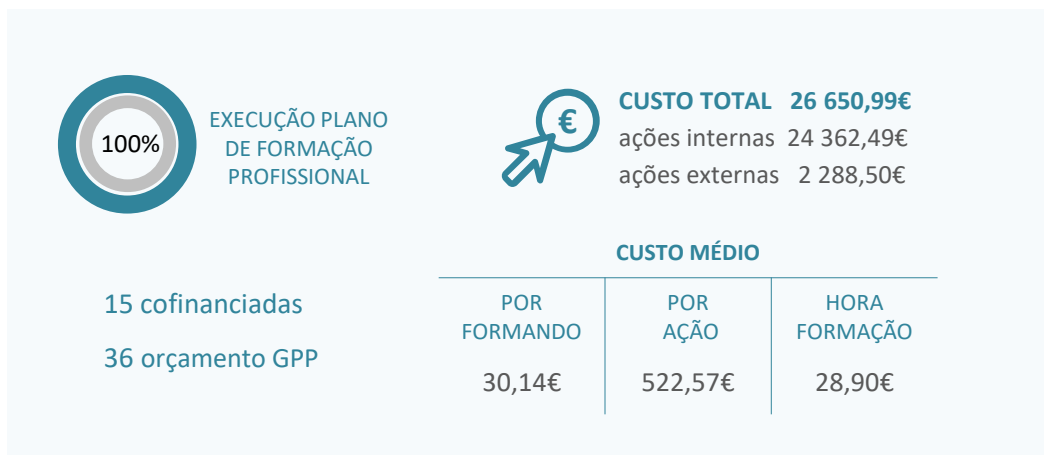 100%
EXECUÇÃO PLANO
DE FORMAÇÃO
PROFISSIONAL
€
CUSTO TOTAL 26 650,99€
ações internas 24 362,49€
ações externas 2 288,50€
15 cofinanciadas
36 orçamento GPP
CUSTO MÉDIO
POR
FORMANDO
POR
AÇÃO
HORA
FORMAÇÃO
30,14€
522,57€
28,90€